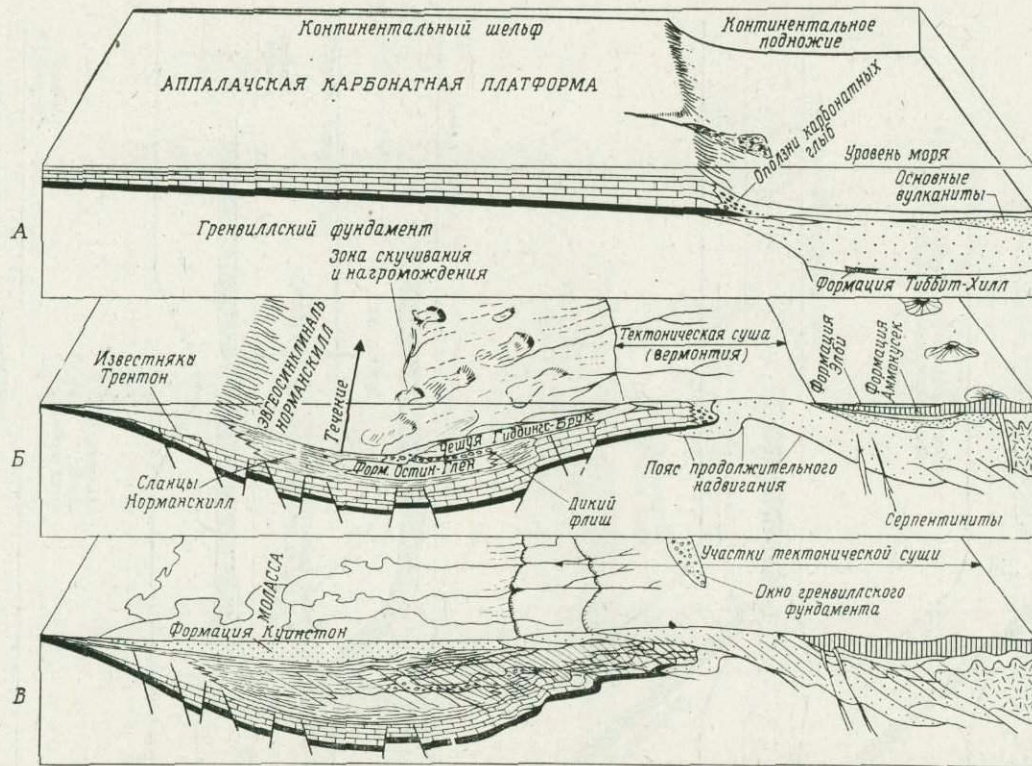 Континентальный шельф
Континентальное
подножие
АППАЛАЧСКАЯ КАРБОНАТНАЯ ПЛАТФОРМА
Оползни карбонатных
глыб
Уровень моря
Основные
вулканиты
А
Гренвиллский фундамент
Зона скучивания
и нагромождения
Формация Тиббит-Хилл
Известняки
Трентон
ЭВГЕОСИНКЛИНАЛЬ
НОРМАНСКИЛЛ
Течение
Тектоническая суша
(вермонтия)
Формация
Элби
Формация
Аммонусек
Б
Чешуя Гиддингс-Брук
Форм. Остин-Глен
Сланцы
Норманскилл
Дикий
флиш
Пояс продолжительного
надвигания
Серпентиниты
МОЛАССА
Участки тектонической суши
Окно гренвиллского
фундамента
Формация Куинстон
В